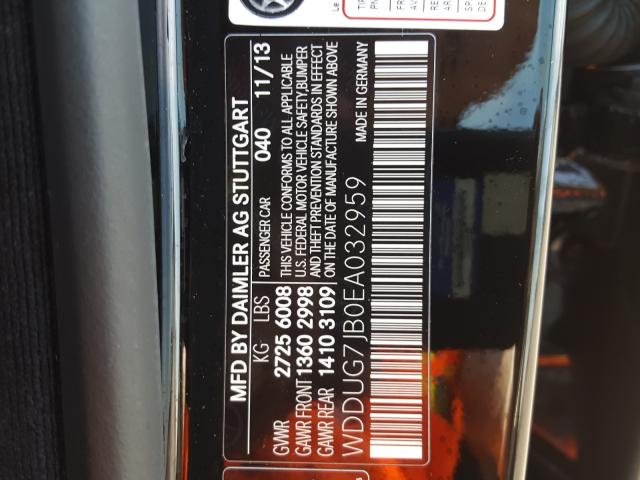 MFD BY DAIMLER AG STUTTGART
KG LBS PASSENGER CAR 040 11/13
GVWR 2725 6008
GAWR FRONT 1360 2998
GAWR REAR 1410 3109
THIS VEHICLE CONFORMS TO ALL APPLICABLE
U.S. FEDERAL MOTOR VEHICLE SAFETY, BUMPER
AND THEFT PREVENTION STANDARDS IN EFFECT
ON THE DATE OF MANUFACTURE SHOWN ABOVE
WDDUG7JB0EA032959 MADE IN GERMANY